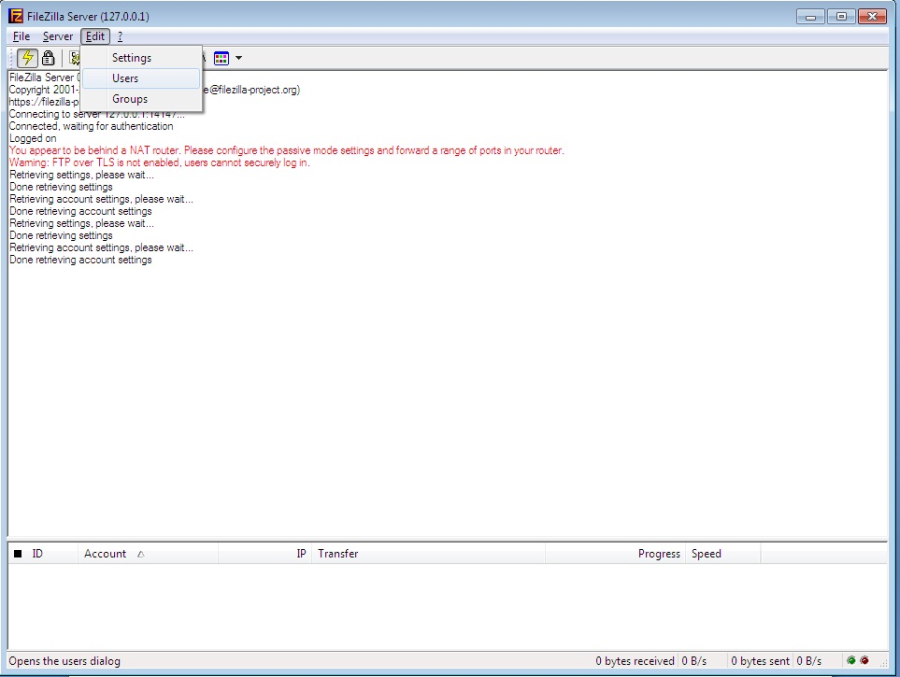 FileZilla Server (127.0.0.1)
File Server Edit ?
Settings
Users
Groups
FileZilla Server
Copyright 2001- e@filezilla-project.org)
https://filezilla-p
Connecting to server 127.0.0.1:14147...
Connected, waiting for authentication
Logged on
You appear to be behind a NAT router. Please configure the passive mode settings and forward a range of ports in your router.
Warning: FTP over TLS is not enabled, users cannot securely log in.
Retrieving settings, please wait...
Done retrieving settings
Retrieving account settings, please wait...
Done retrieving account settings
Retrieving settings, please wait...
Done retrieving settings
Retrieving account settings, please wait...
Done retrieving account settings
ID Account IP Transfer Progress Speed
Opens the users dialog 0 bytes received 0 B/s 0 bytes sent 0 B/s